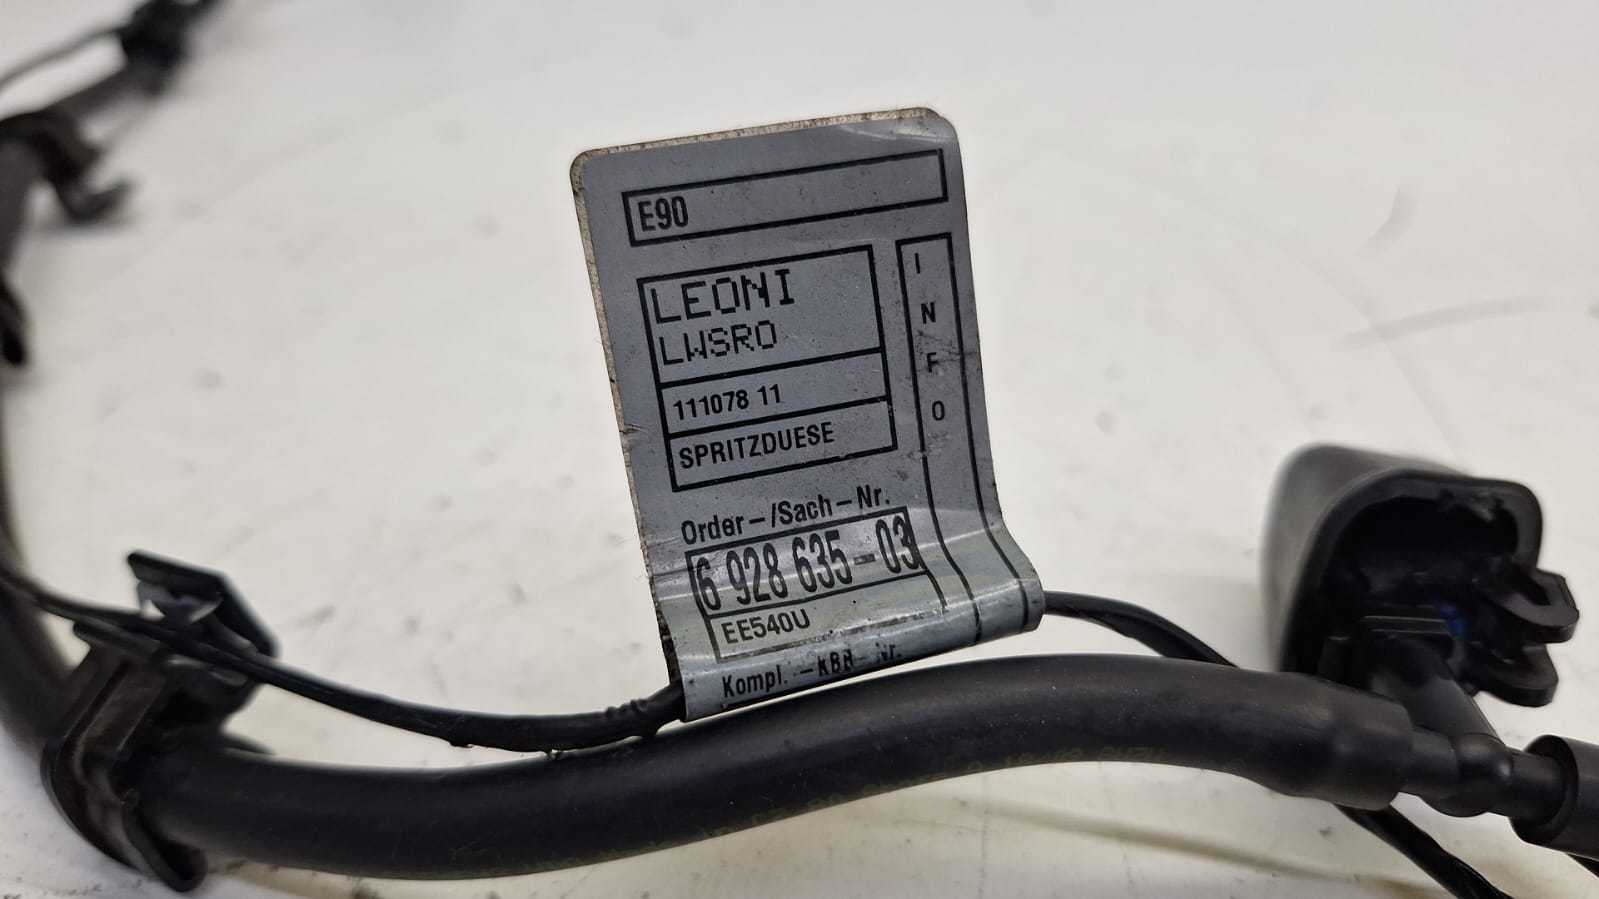 E90
LEONI
LWSRO
111078 11
SPRITZDUESE
INFO
Order-/Sach-Nr.
6 928 635-03
EE540U
Kompl.-KBR-Nr.